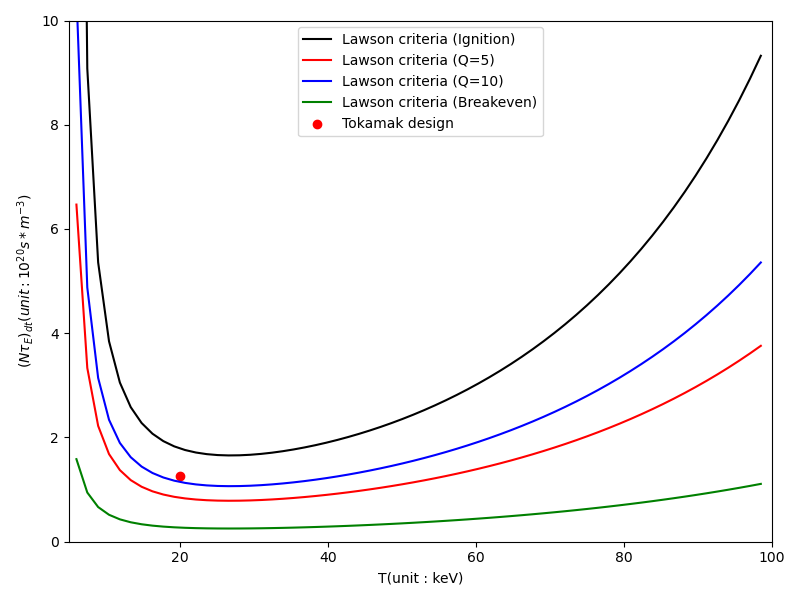 Lawson criteria (Ignition)
Lawson criteria (Q=5)
Lawson criteria (Q=10)
Lawson criteria (Breakeven)
Tokamak design
10
8
6
4
2
0
(Nτ_E)_{dt}(unit : 10^{20}s * m^{-3})
20
40
60
80
100
T(unit : keV)